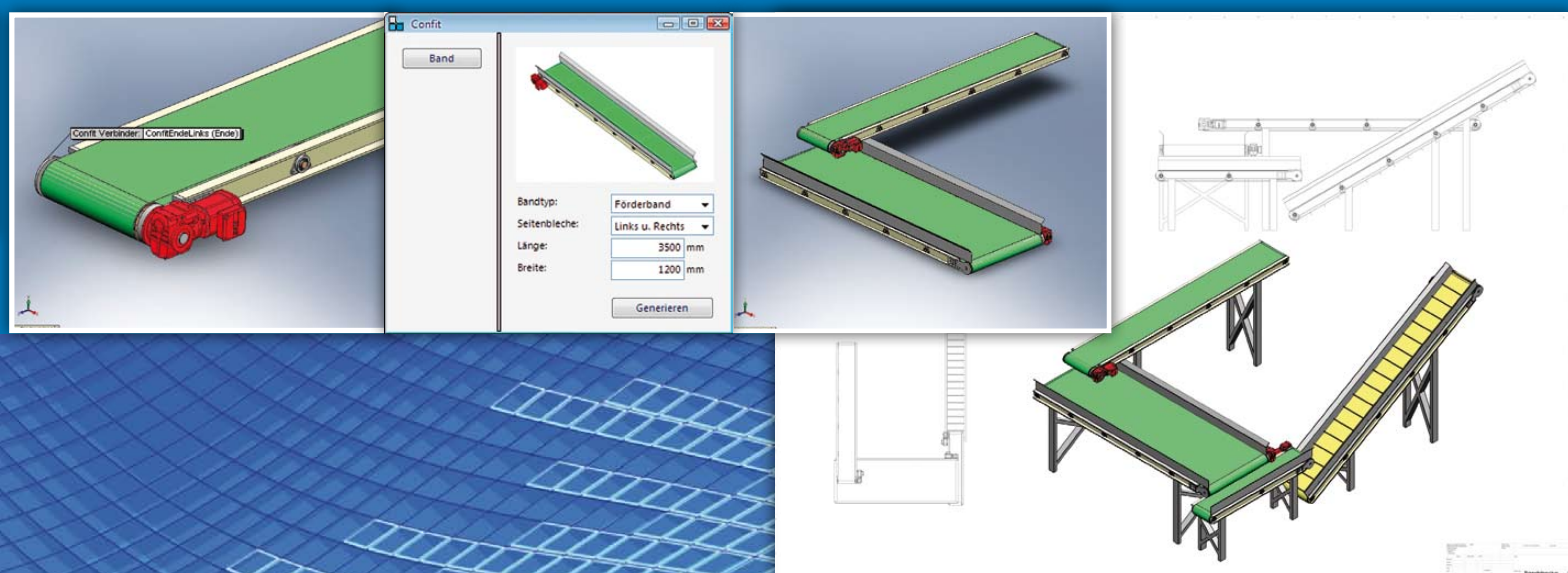 Confit Verbinder: ConfitEndeLinks (Ende)
Confit
Band
Bandtyp: Förderband
Seitenbleche: Links u. Rechts
Länge: 3500 mm
Breite: 1200 mm
Generieren